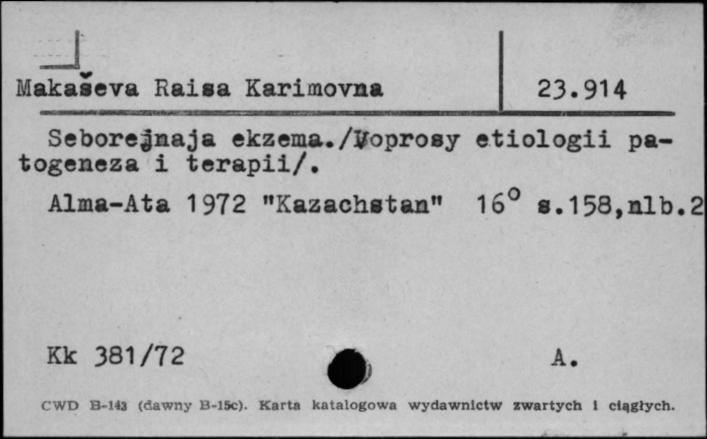 Makaševa Raisa Karimovna 23.914
Seborejnaja ekzema./Voprosy etiologii pa-
togeneza i terapii/.
Alma-Ata 1972 "Kazachstan" 16° s.158,nlb.2
Kk 381/72 A.
CWD B-143 (dawny B-15c). Karta katalogowa wydawnictw zwartych i ciągłych.